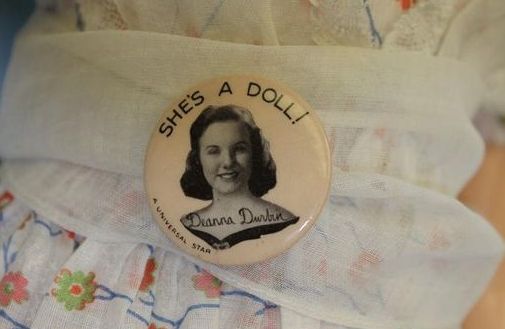 SHE'S A DOLL!
Deanna Durbin
A UNIVERSAL STAR